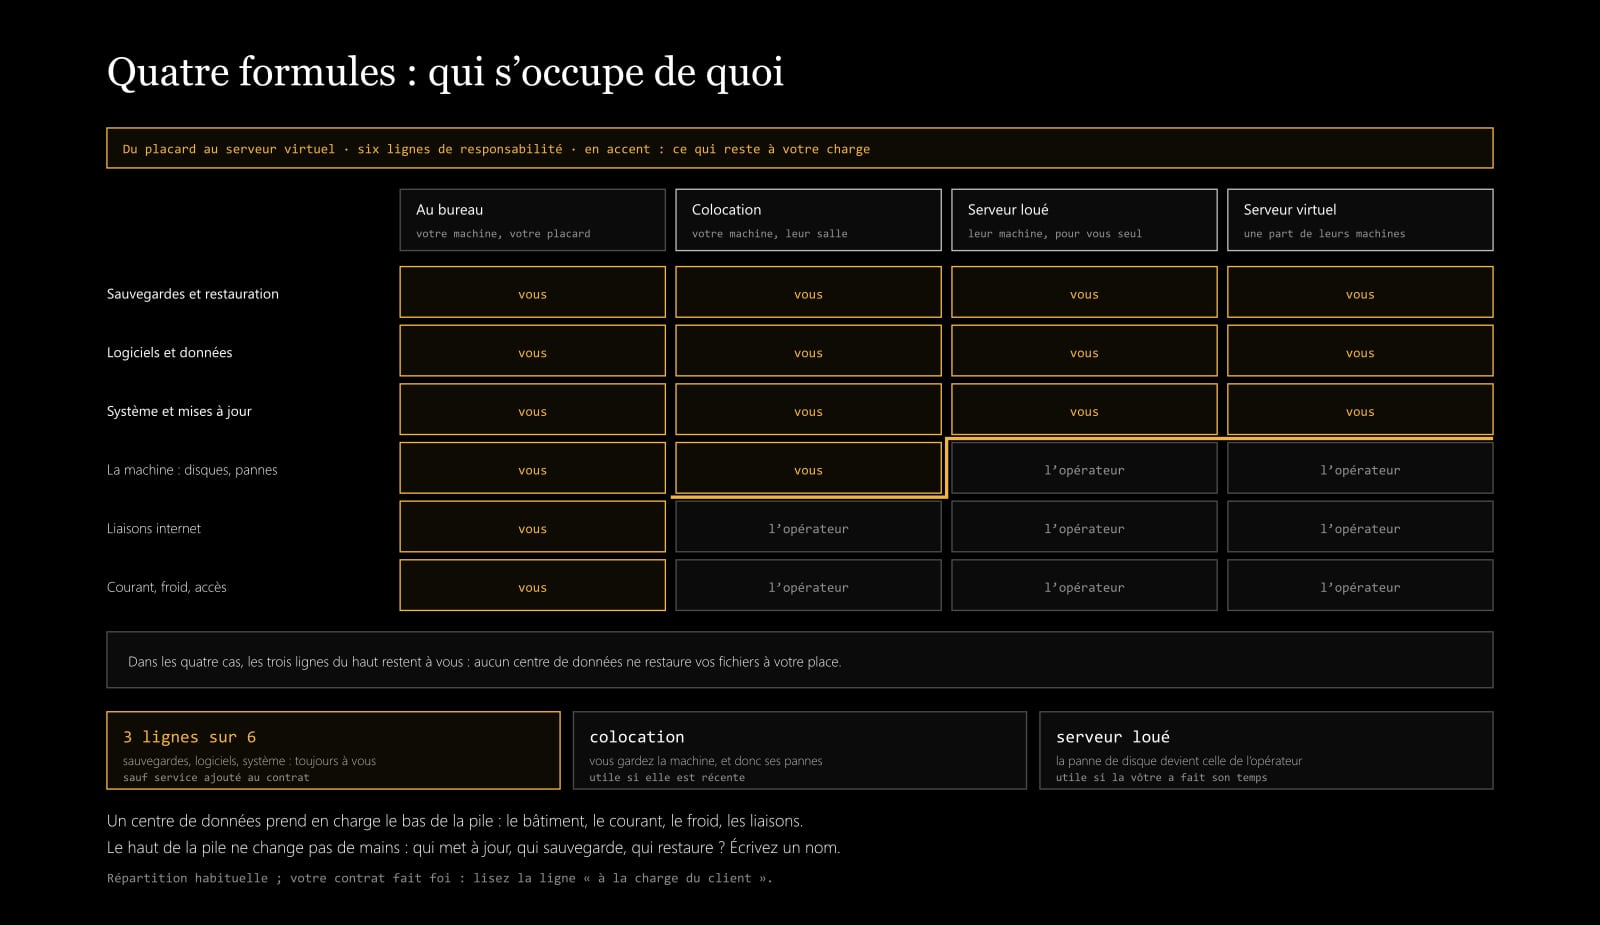 Quatre formules : qui s’occupe de quoi
Du placard au serveur virtuel · six lignes de responsabilité · en accent : ce qui reste à votre charge
Au bureau
votre machine, votre placard
Colocation
votre machine, leur salle
Serveur loué
leur machine, pour vous seul
Serveur virtuel
une part de leurs machines
Sauvegardes et restauration
vous
vous
vous
vous
Logiciels et données
vous
vous
vous
vous
Système et mises à jour
vous
vous
vous
vous
La machine : disques, pannes
vous
vous
l’opérateur
l’opérateur
Liaisons internet
vous
l’opérateur
l’opérateur
l’opérateur
Courant, froid, accès
vous
l’opérateur
l’opérateur
l’opérateur
Dans les quatre cas, les trois lignes du haut restent à vous : aucun centre de données ne restaure vos fichiers à votre place.
3 lignes sur 6
sauvegardes, logiciels, système : toujours à vous
sauf service ajouté au contrat
colocation
vous gardez la machine, et donc ses pannes
utile si elle est récente
serveur loué
la panne de disque devient celle de l’opérateur
utile si la vôtre a fait son temps
Un centre de données prend en charge le bas de la pile : le bâtiment, le courant, le froid, les liaisons.
Le haut de la pile ne change pas de mains : qui met à jour, qui sauvegarde, qui restaure ? Écrivez un nom.
Répartition habituelle ; votre contrat fait foi : lisez la ligne « à la charge du client ».